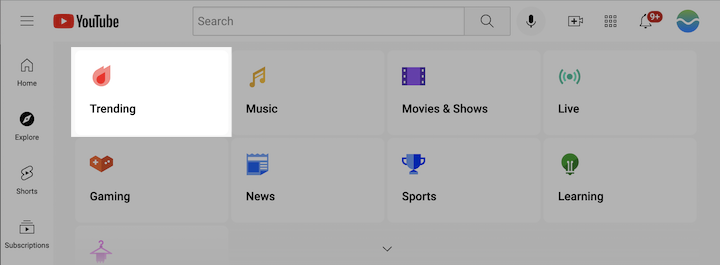 YouTube
Search
9+
Home
Explore
Shorts
Subscriptions
Trending
Music
Movies & Shows
Live
Gaming
News
Sports
Learning